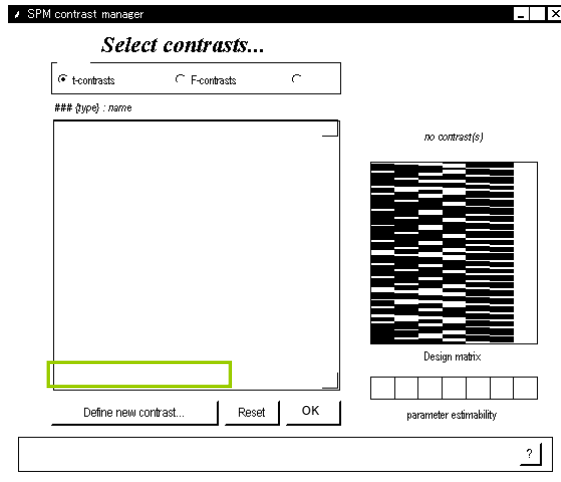 SPM contrast manager
Select contrasts...
t-contrasts
F-contrasts
### {type} : name
no contrast(s)
Design matrix
Define new contrast...
Reset
OK
parameter estimability
?